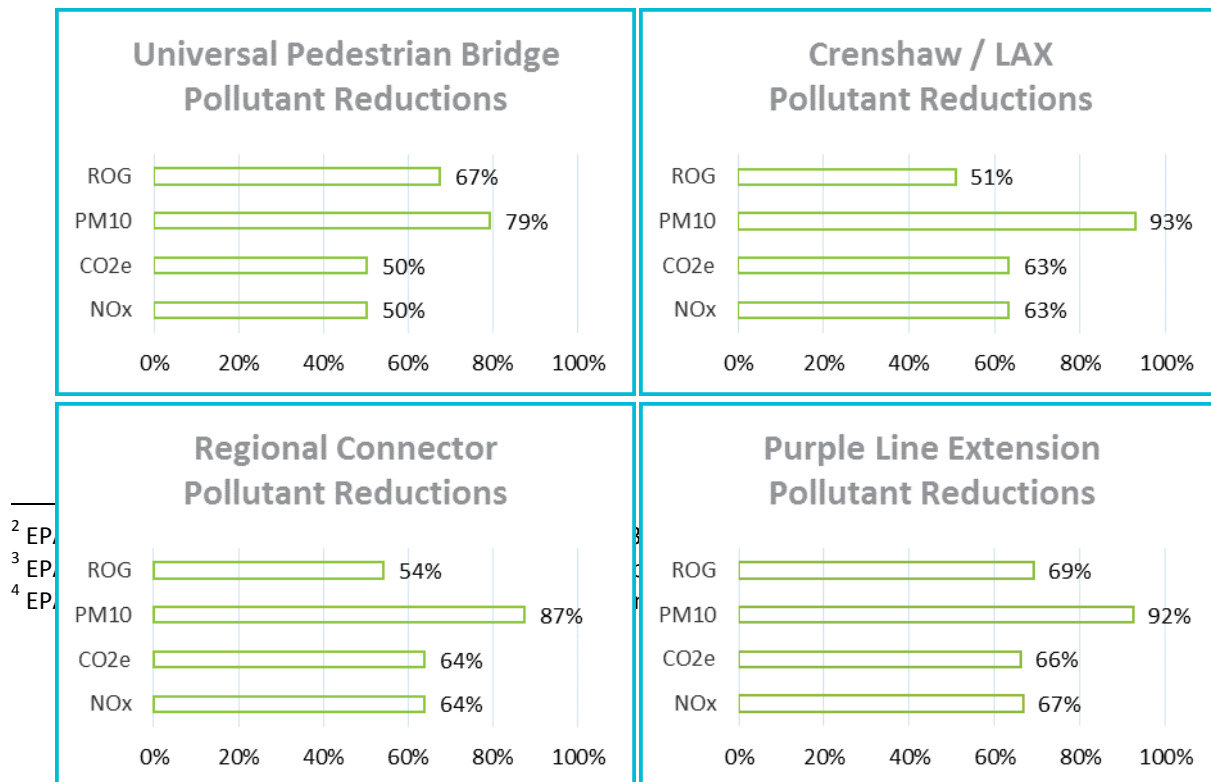 Universal Pedestrian Bridge
Pollutant Reductions
ROG 67%
PM10 79%
CO2e 50%
NOx 50%
0% 20% 40% 60% 80% 100%
Crenshaw / LAX
Pollutant Reductions
ROG 51%
PM10 93%
CO2e 63%
NOx 63%
0% 20% 40% 60% 80% 100%
Regional Connector
Pollutant Reductions
ROG 54%
PM10 87%
CO2e 64%
NOx 64%
0% 20% 40% 60% 80% 100%
Purple Line Extension
Pollutant Reductions
ROG 69%
PM10 92%
CO2e 66%
NOx 67%
0% 20% 40% 60% 80% 100%
2
3
4